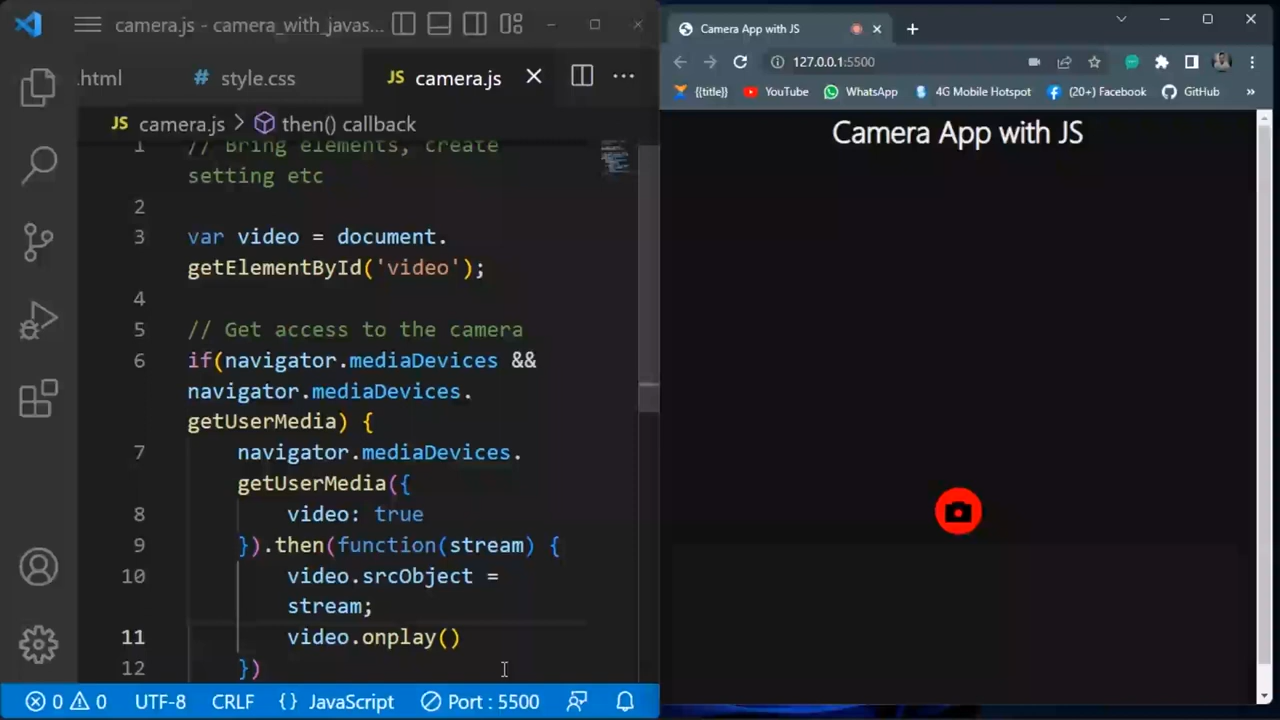 camera.js - camera_with_javas...
.html
# style.css
JS camera.js
JS camera.js > then() callback
1 // Bring elements, create
setting etc
2
3 var video = document.
getElementById('video');
4
5 // Get access to the camera
6 if(navigator.mediaDevices &&
navigator.mediaDevices.
getUserMedia) {
7 navigator.mediaDevices.
getUserMedia({
8 video: true
9 }).then(function(stream) {
10 video.srcObject =
stream;
11 video.onplay()
12 })
0 0 UTF-8 CRLF {} JavaScript Port : 5500
Camera App with JS
127.0.0.1:5500
{{title}} YouTube WhatsApp 4G Mobile Hotspot (20+) Facebook GitHub »
Camera App with JS